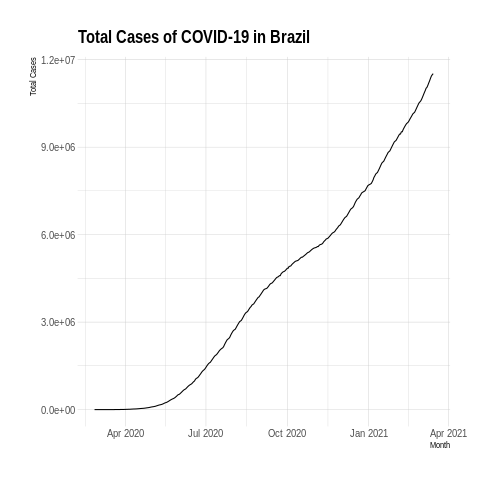 Total Cases of COVID-19 in Brazil
Total Cases
1.2e+07
9.0e+06
6.0e+06
3.0e+06
0.0e+00
Apr 2020
Jul 2020
Oct 2020
Jan 2021
Apr 2021
Month